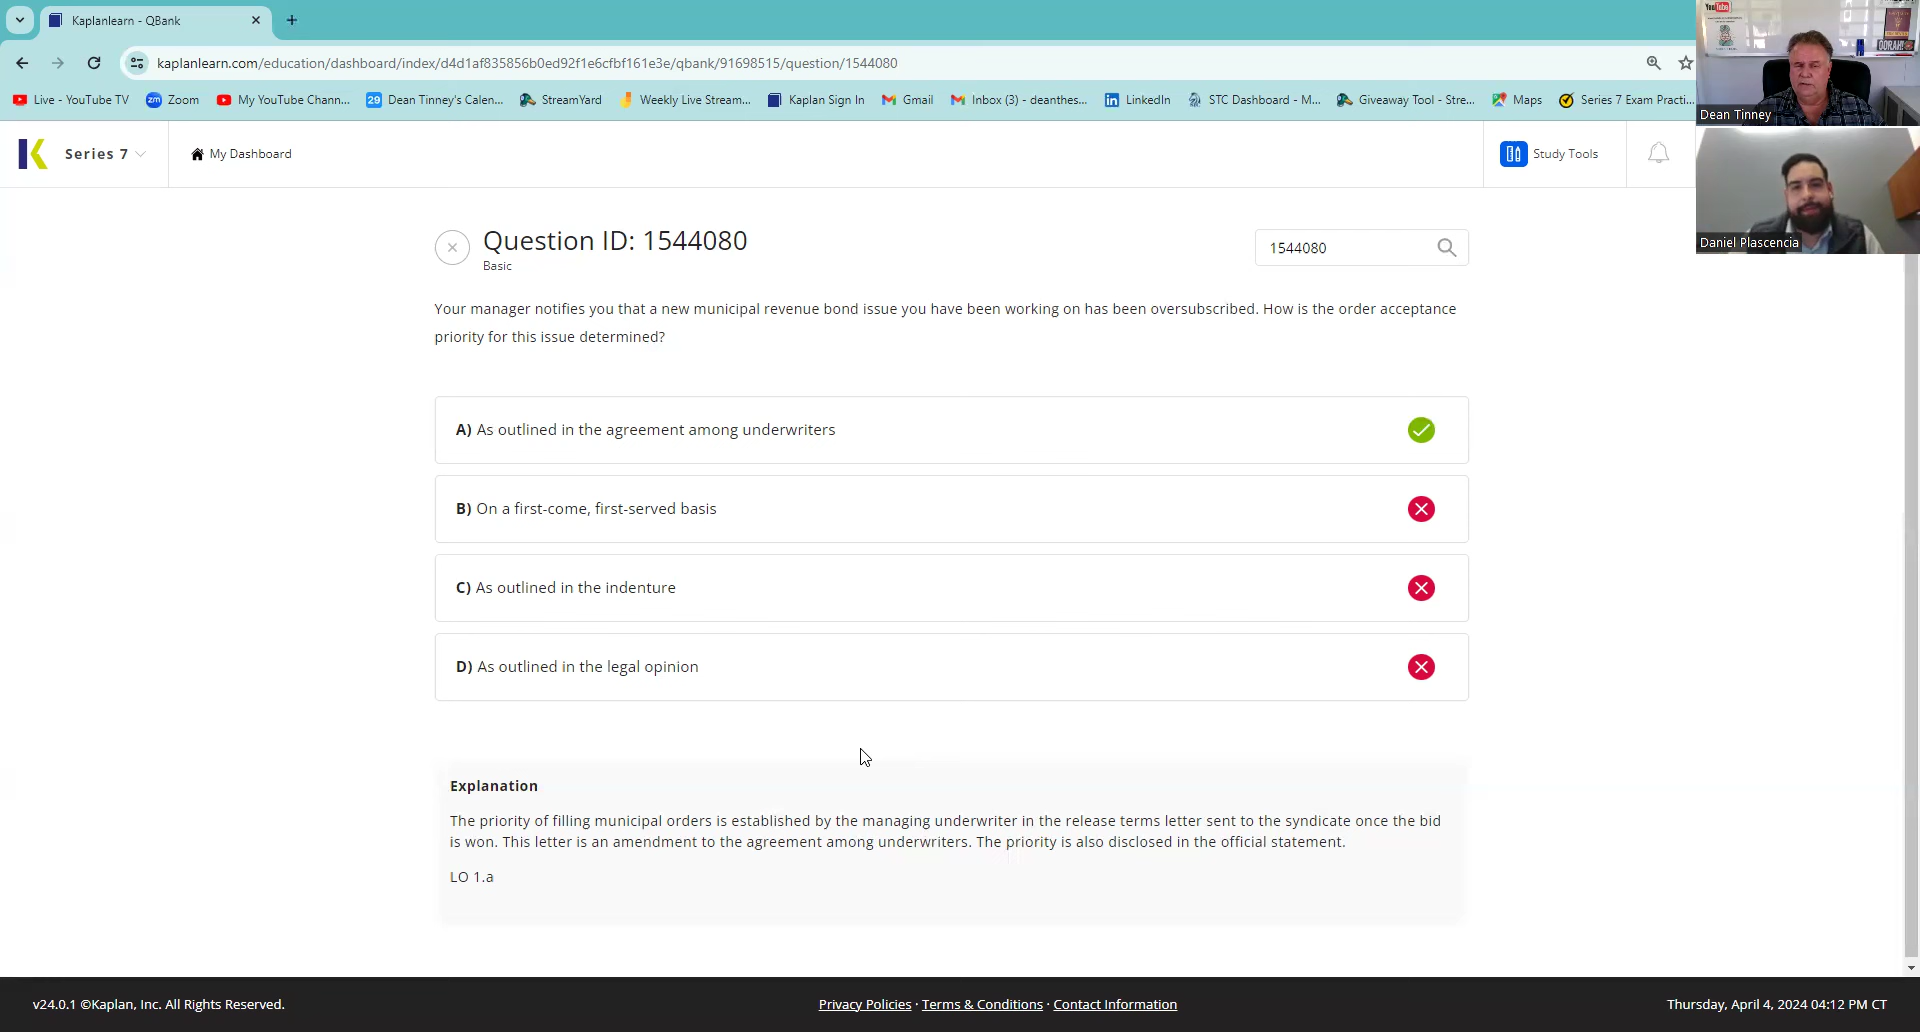 Kaplanlearn - QBank
kaplanlearn.com/education/dashboard/index/d4d1af835856b0ed92f1e6cfbf161e3e/qbank/91698515/question/1544080
Live - YouTube TV
Zoom
My YouTube Chann...
29 Dean Tinney's Calen...
StreamYard
Weekly Live Stream...
Kaplan Sign In
Gmail
Inbox (3) - deanthes...
LinkedIn
STC Dashboard - M...
Giveaway Tool - Stre...
Maps
Series 7 Exam Practi...
YouTube
OORAH!
Dean Tinney
Daniel Plascencia
Series 7
My Dashboard
Study Tools
Question ID: 1544080
Basic
1544080
Your manager notifies you that a new municipal revenue bond issue you have been working on has been oversubscribed. How is the order acceptance
priority for this issue determined?
A) As outlined in the agreement among underwriters
B) On a first-come, first-served basis
C) As outlined in the indenture
D) As outlined in the legal opinion
Explanation
The priority of filling municipal orders is established by the managing underwriter in the release terms letter sent to the syndicate once the bid
is won. This letter is an amendment to the agreement among underwriters. The priority is also disclosed in the official statement.
LO 1.a
v24.0.1 ©Kaplan, Inc. All Rights Reserved.
Privacy Policies · Terms & Conditions · Contact Information
Thursday, April 4, 2024 04:12 PM CT